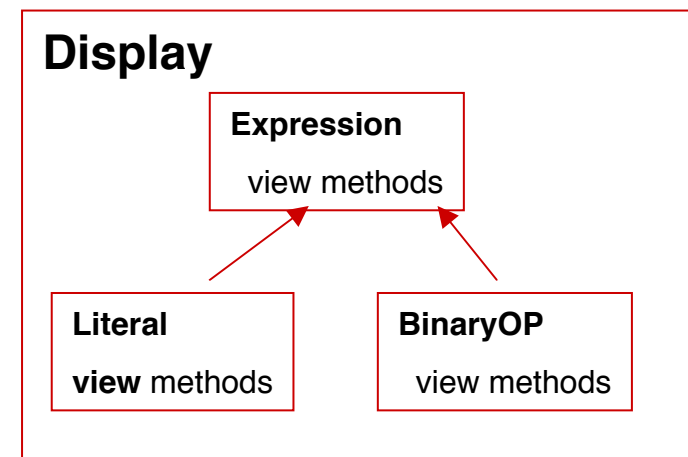 Display
Expression
view methods
Literal
view methods
BinaryOP
view methods